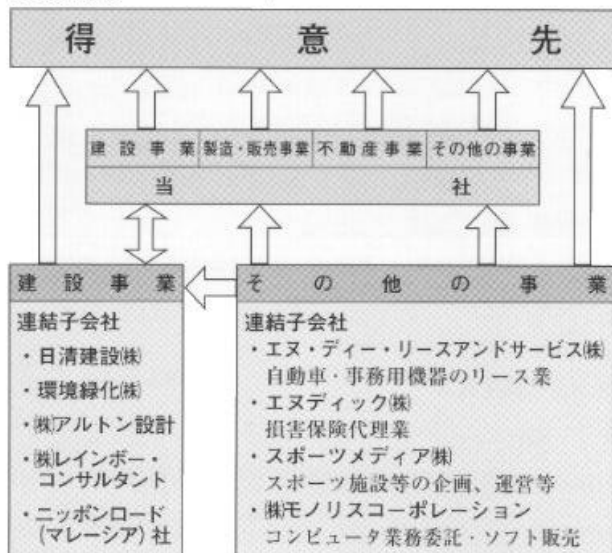 得意先
建設事業 製造・販売事業 不動産事業 その他の事業
当社
建設事業
連結子会社
・日清建設㈱
・環境緑化㈱
・㈱アルトン設計
・㈱レインボー・
コンサルタント
・ニッポンロード
(マレーシア)社
その他の事業
連結子会社
・エヌ・ディー・リースアンドサービス㈱
自動車・事務用機器のリース業
・エヌディック㈱
損害保険代理業
・スポーツメディア㈱
スポーツ施設等の企画、運営等
・㈱モノリスコーポレーション
コンピュータ業務委託・ソフト販売